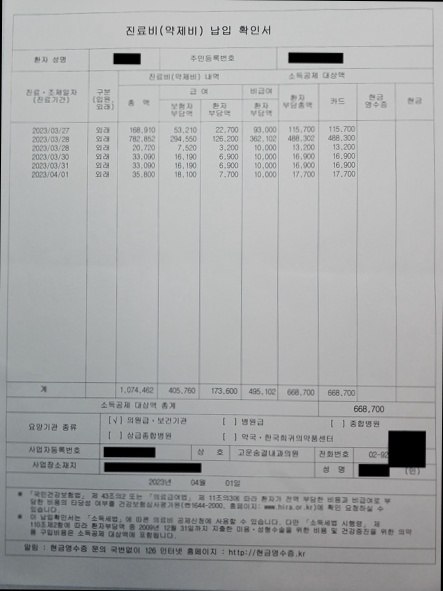 진료비(약제비) 납입 확인서
환자 성명 주민등록번호
진료·조제일자 (진료기간) 구분 (입원, 외래) 진료비(약제비) 내역 소득공제 대상액
총 액 급 여 비급여 환자 부담총액 카드 현금 영수증 현금
보험자 부담액 환자 부담액 환자 부담액
2023/03/27 외래 168,910 53,210 22,700 93,000 115,700 115,700
2023/03/28 외래 782,852 294,550 126,200 362,102 488,302 488,300
2023/03/28 외래 20,720 7,520 3,200 10,000 13,200 13,200
2023/03/30 외래 33,090 16,190 6,900 10,000 16,900 16,900
2023/03/31 외래 33,090 16,190 6,900 10,000 16,900 16,900
2023/04/01 외래 35,800 18,100 7,700 10,000 17,700 17,700
계 1,074,462 405,760 173,600 495,102 668,700 668,700
소득공제 대상액 총계 668,700
요양기관 종류 [√] 의원급·보건기관 [ ] 병원급 [ ] 종합병원
[ ] 상급종합병원 [ ] 약국·한국희귀의약품센터
사업자등록번호 상 호 고운숨결내과의원 전화번호 02-93
사업장소재지 성 명 (인)
2023년 04월 01일
* 「국민건강보험법」 제 43조의2 또는 「의료급여법」 제 11조의3에 따라 환자가 전액 부담한 비용과 비급여로 부
담한 비용의 타당성 여부를 건강보험심사평가원(☎1644-2000, 홈페이지: www.hira.or.kr)에 확인 요청하실 수
있습니다.
* 이 납입확인서는 「소득세법」에 따른 의료비 공제신청에 사용할 수 있습니다. 다만 「소득세법 시행령」 제
110조제2항에 따라 환자부담액 중 2009년 12월 31일까지 지출한 미용·성형수술을 위한 비용 및 건강증진을 위한 의약
품 구입비용은 소득공제 대상액에 포함됩니다.
알림 : 현금영수증 문의 국번없이 126 인터넷 홈페이지 : http://현금영수증.kr